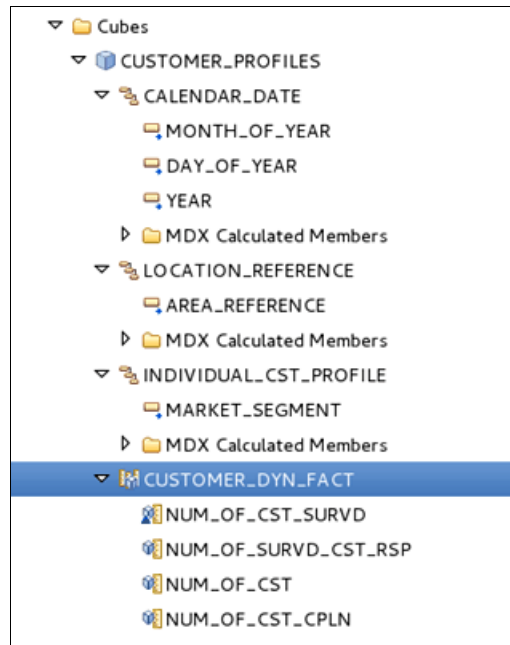 Cubes
CUSTOMER_PROFILES
CALENDAR_DATE
MONTH_OF_YEAR
DAY_OF_YEAR
YEAR
MDX Calculated Members
LOCATION_REFERENCE
AREA_REFERENCE
MDX Calculated Members
INDIVIDUAL_CST_PROFILE
MARKET_SEGMENT
MDX Calculated Members
CUSTOMER_DYN_FACT
NUM_OF_CST_SURVD
NUM_OF_SURVD_CST_RSP
NUM_OF_CST
NUM_OF_CST_CPLN